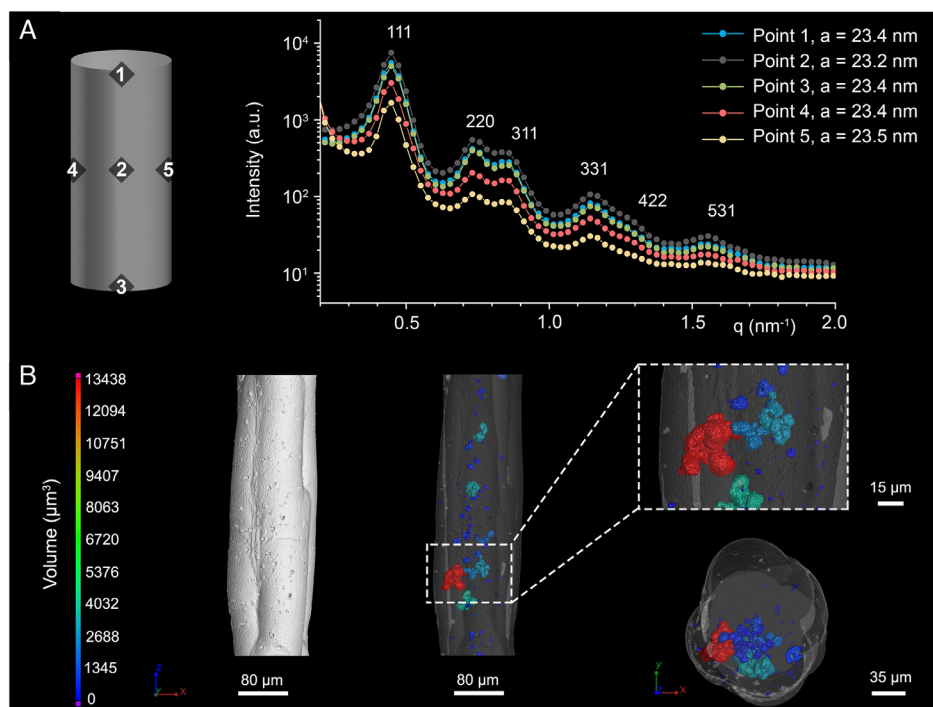 A
1
4 2 5
3
Intensity (a.u.)
10⁴
10³
10²
10¹
111
220
311
331
422
531
0.5 1.0 1.5 2.0
q (nm⁻¹)
Point 1, a = 23.4 nm
Point 2, a = 23.2 nm
Point 3, a = 23.4 nm
Point 4, a = 23.4 nm
Point 5, a = 23.5 nm
B
Volume (µm³)
13438
12094
10751
9407
8063
6720
5376
4032
2688
1345
0
Z
Y X
80 µm
80 µm
15 µm
Y
Z X
35 µm